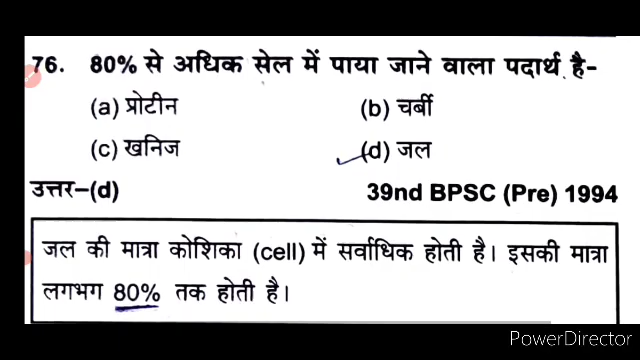 76. 80% से अधिक सेल में पाया जाने वाला पदार्थ है-
(a) प्रोटीन (b) चर्बी
(c) खनिज (d) जल
उत्तर–(d) 39nd BPSC (Pre) 1994
जल की मात्रा कोशिका (cell) में सर्वाधिक होती है। इसकी मात्रा
लगभग 80% तक होती है।
PowerDirector